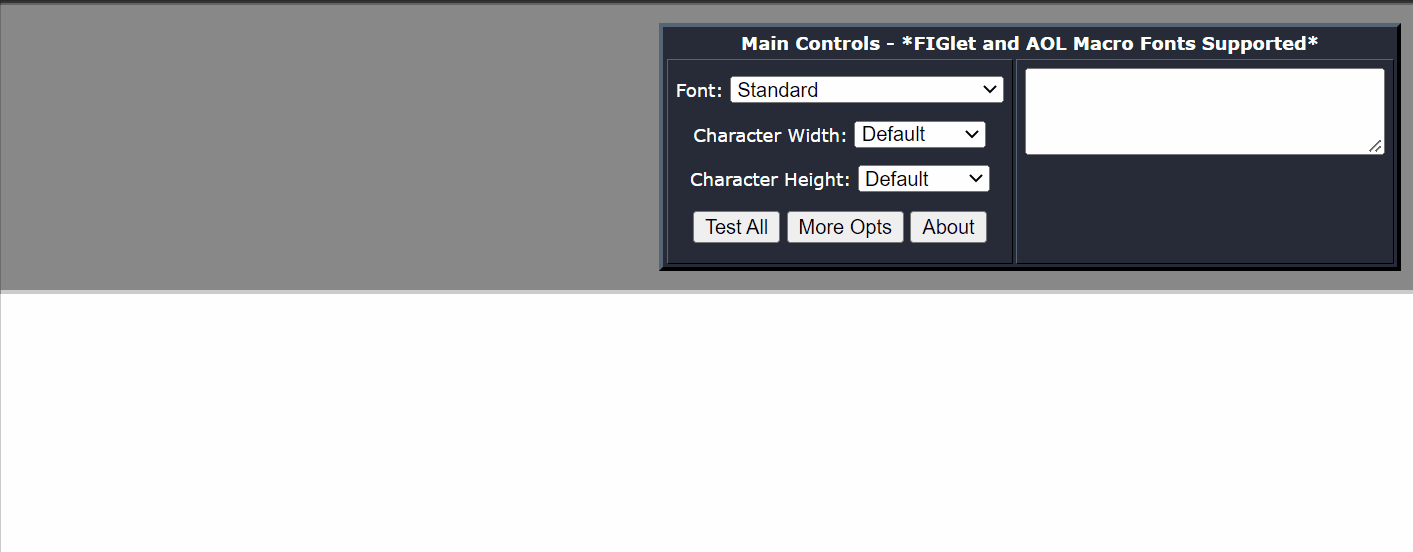 Main Controls - *FIGlet and AOL Macro Fonts Supported*
Font: Standard
Character Width: Default
Character Height: Default
Test All More Opts About